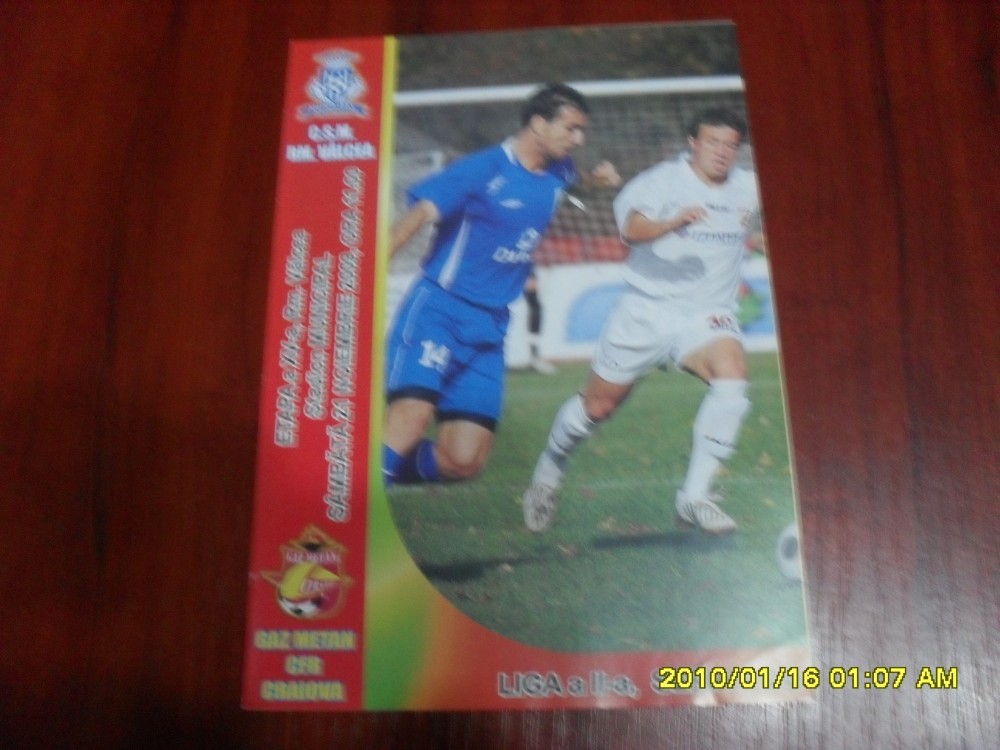 C.S.M.
RM. VÂLCEA
ETAPA a XV-a, Rm. Vâlcea
Stadion MUNICIPAL
SÂMBĂTĂ 21 NOIEMBRIE 2009, ORA 11.00
GAZ METAN
CFR
CRAIOVA
14
LIGA a II-a, S
2010/01/16 01:07 AM